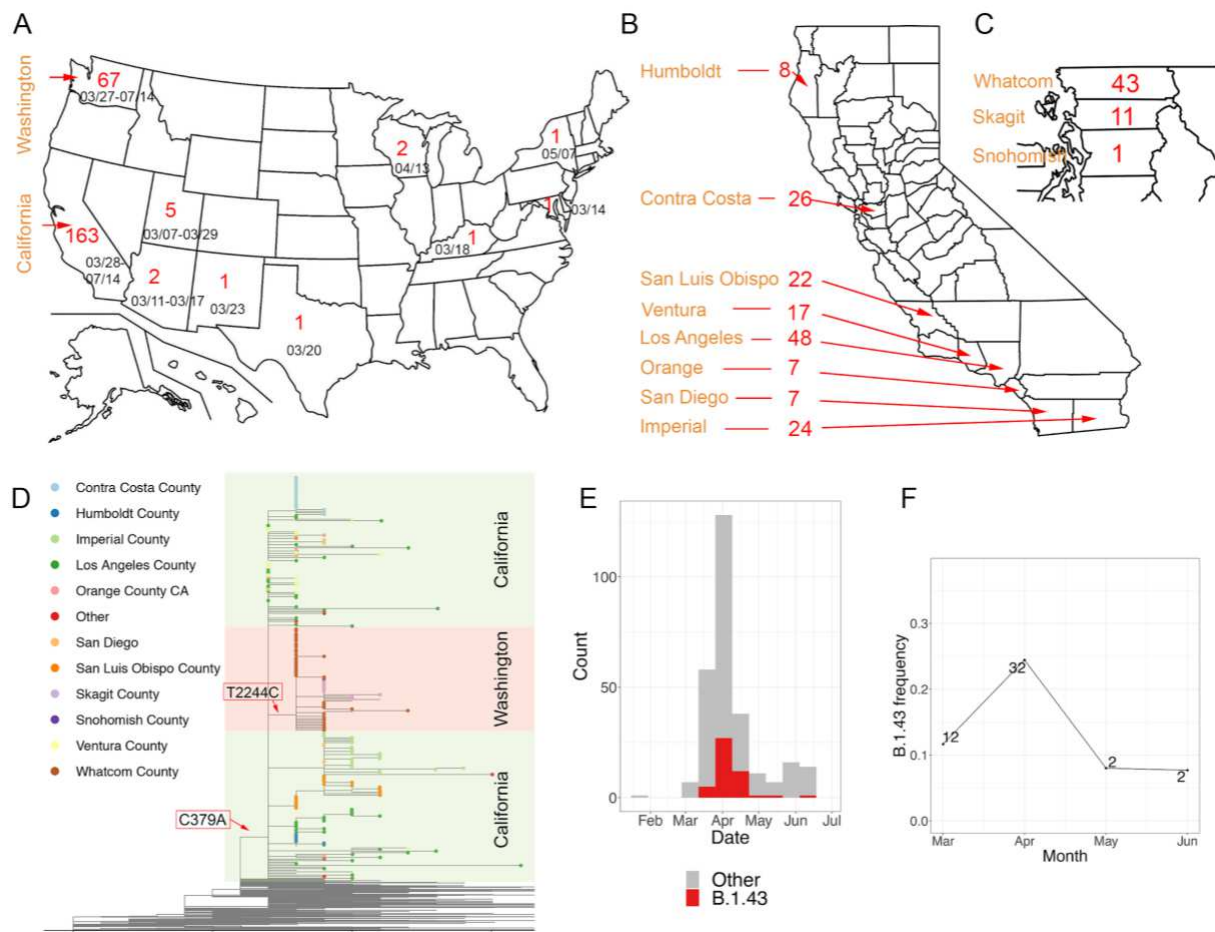 A
Washington
67
03/27-07/14
California
163
03/28-
07/14
5
03/07-03/29
2
03/11-03/17
1
03/23
1
03/20
2
04/13
1
03/18
1
05/07
1
03/14
B
Humboldt
8
Contra Costa
26
San Luis Obispo
22
Ventura
17
Los Angeles
48
Orange
7
San Diego
7
Imperial
24
C
Whatcom
43
Skagit
11
Snohomish
1
D
Contra Costa County
Humboldt County
Imperial County
Los Angeles County
Orange County CA
Other
San Diego
San Luis Obispo County
Skagit County
Snohomish County
Ventura County
Whatcom County
California
Washington
California
T2244C
C379A
E
Count
100
50
0
Feb Mar Apr May Jun Jul
Date
Other
B.1.43
F
B.1.43 frequency
0.3
0.2
0.1
0.0
12
32
2
2
Mar Apr May Jun
Month